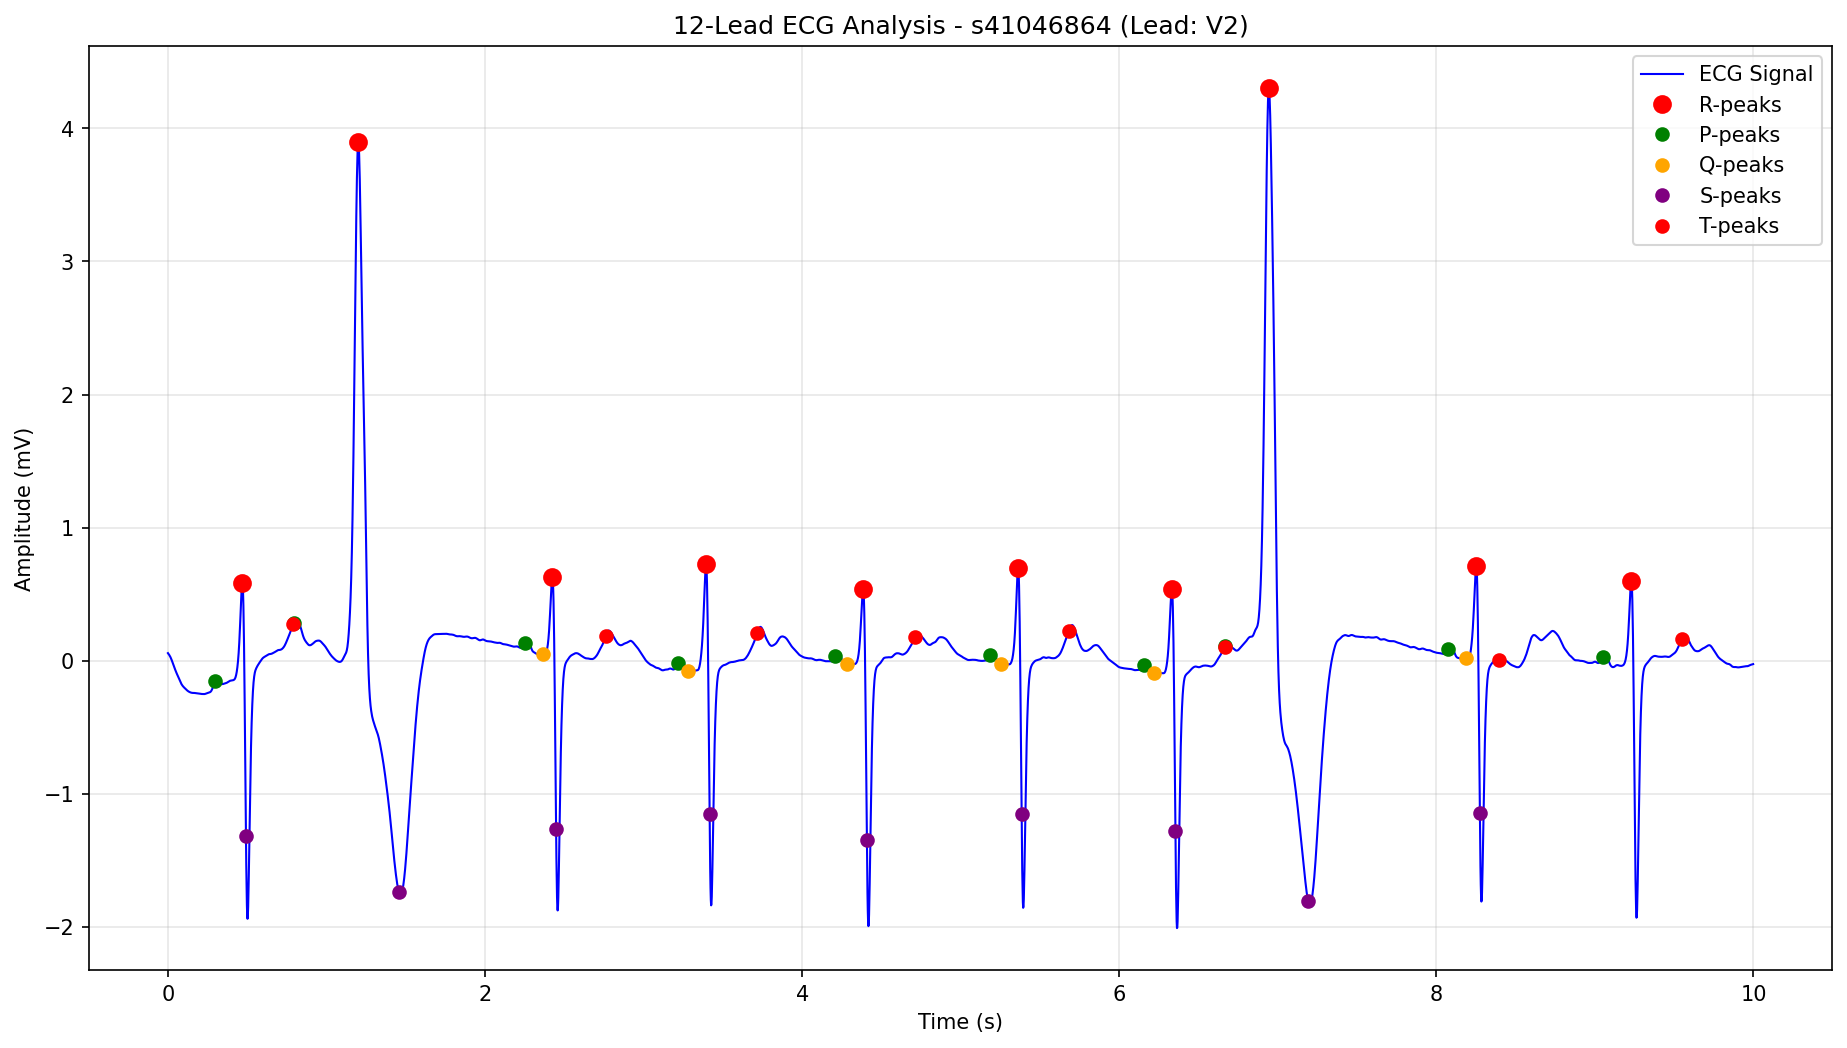 12-Lead ECG Analysis - s41046864 (Lead: V2)
ECG Signal
R-peaks
P-peaks
Q-peaks
S-peaks
T-peaks
Amplitude (mV)
4
3
2
1
0
−1
−2
0
2
4
6
8
10
Time (s)